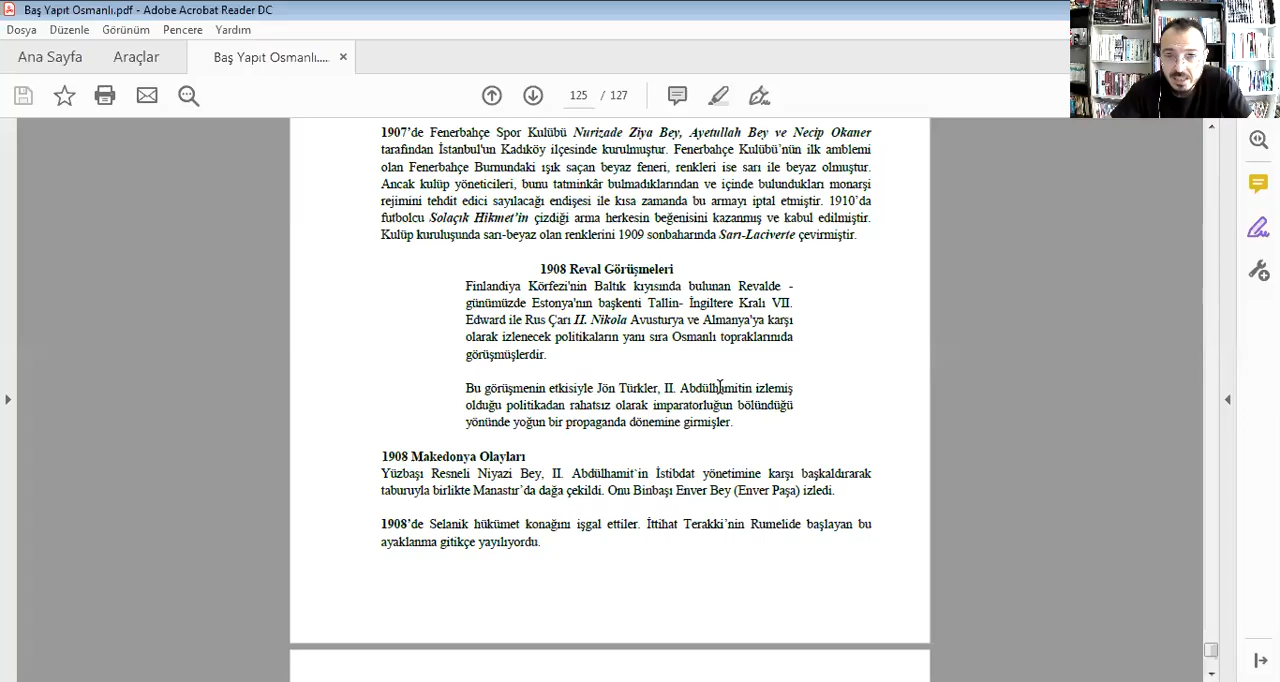 Baş Yapıt Osmanlı.pdf - Adobe Acrobat Reader DC
Dosya Düzenle Görünüm Pencere Yardım
Ana Sayfa Araçlar Baş Yapıt Osmanlı.... ×
125 / 127
1907’de Fenerbahçe Spor Kulübü Nurizade Ziya Bey, Ayetullah Bey ve Necip Okaner
tarafından İstanbul'un Kadıköy ilçesinde kurulmuştur. Fenerbahçe Kulübü’nün ilk amblemi
olan Fenerbahçe Burnundaki ışık saçan beyaz feneri, renkleri ise sarı ile beyaz olmuştur.
Ancak kulüp yöneticileri, bunu tatminkâr bulmadıklarından ve içinde bulundukları monarşi
rejimini tehdit edici sayılacağı endişesi ile kısa zamanda bu armayı iptal etmiştir. 1910’da
futbolcu Solaçık Hikmet’in çizdiği arma herkesin beğenisini kazanmış ve kabul edilmiştir.
Kulüp kuruluşunda sarı-beyaz olan renklerini 1909 sonbaharında Sarı-Laciverte çevirmiştir.
1908 Reval Görüşmeleri
Finlandiya Körfezi'nin Baltık kıyısında bulunan Revalde -
günümüzde Estonya'nın başkenti Tallin- İngiltere Kralı VII.
Edward ile Rus Çarı II. Nikola Avusturya ve Almanya'ya karşı
olarak izlenecek politikaların yanı sıra Osmanlı topraklarınıda
görüşmüşlerdir.
Bu görüşmenin etkisiyle Jön Türkler, II. Abdülhamitin izlemiş
olduğu politikadan rahatsız olarak imparatorluğun bölündüğü
yönünde yoğun bir propaganda dönemine girmişler.
1908 Makedonya Olayları
Yüzbaşı Resneli Niyazi Bey, II. Abdülhamit`in İstibdat yönetimine karşı başkaldırarak
taburuyla birlikte Manastır’da dağa çekildi. Onu Binbaşı Enver Bey (Enver Paşa) izledi.
1908’de Selanik hükümet konağını işgal ettiler. İttihat Terakki’nin Rumelide başlayan bu
ayaklanma gitikçe yayılıyordu.